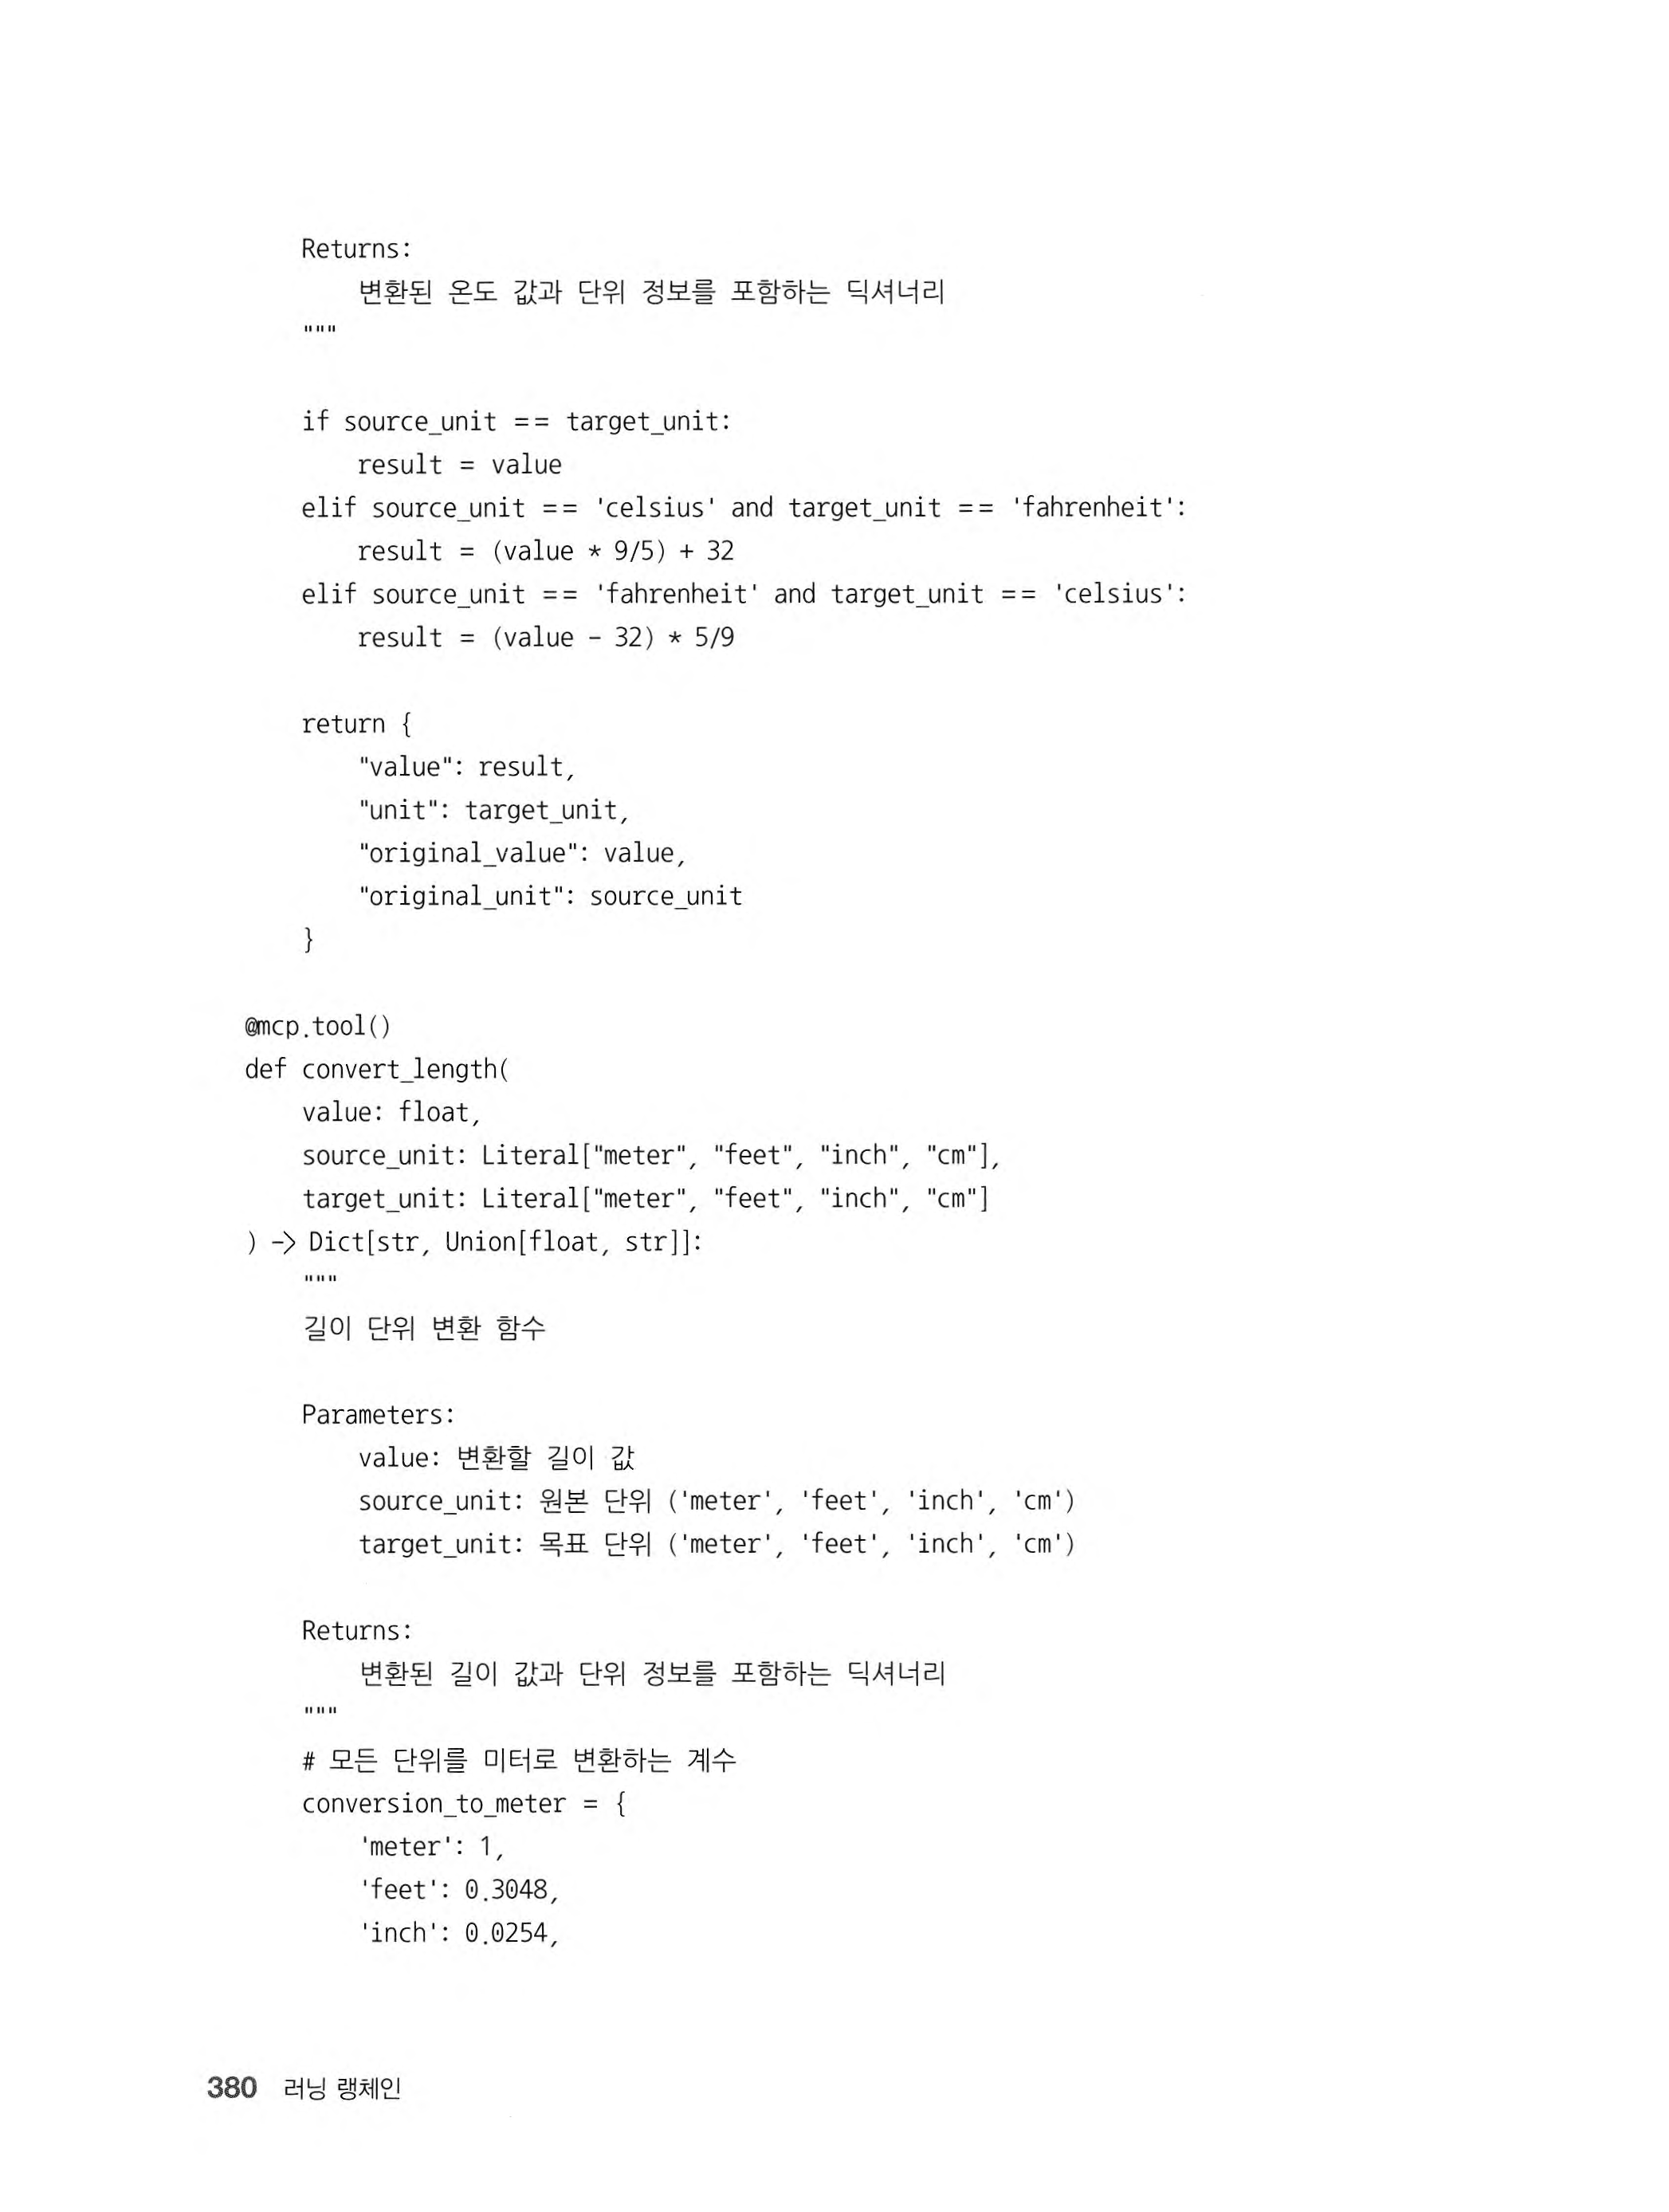 Returns:
        변환된 온도 값과 단위 정보를 포함하는 딕셔너리
    """

    if source_unit == target_unit:
        result = value
    elif source_unit == 'celsius' and target_unit == 'fahrenheit':
        result = (value * 9/5) + 32
    elif source_unit == 'fahrenheit' and target_unit == 'celsius':
        result = (value - 32) * 5/9

    return {
        "value": result,
        "unit": target_unit,
        "original_value": value,
        "original_unit": source_unit
    }

@mcp.tool()
def convert_length(
    value: float,
    source_unit: Literal["meter", "feet", "inch", "cm"],
    target_unit: Literal["meter", "feet", "inch", "cm"]
) -> Dict[str, Union[float, str]]:
    """
    길이 단위 변환 함수

    Parameters:
        value: 변환할 길이 값
        source_unit: 원본 단위 ('meter', 'feet', 'inch', 'cm')
        target_unit: 목표 단위 ('meter', 'feet', 'inch', 'cm')

    Returns:
        변환된 길이 값과 단위 정보를 포함하는 딕셔너리
    """
    # 모든 단위를 미터로 변환하는 계수
    conversion_to_meter = {
        'meter': 1,
        'feet': 0.3048,
        'inch': 0.0254,

380 러닝 랭체인